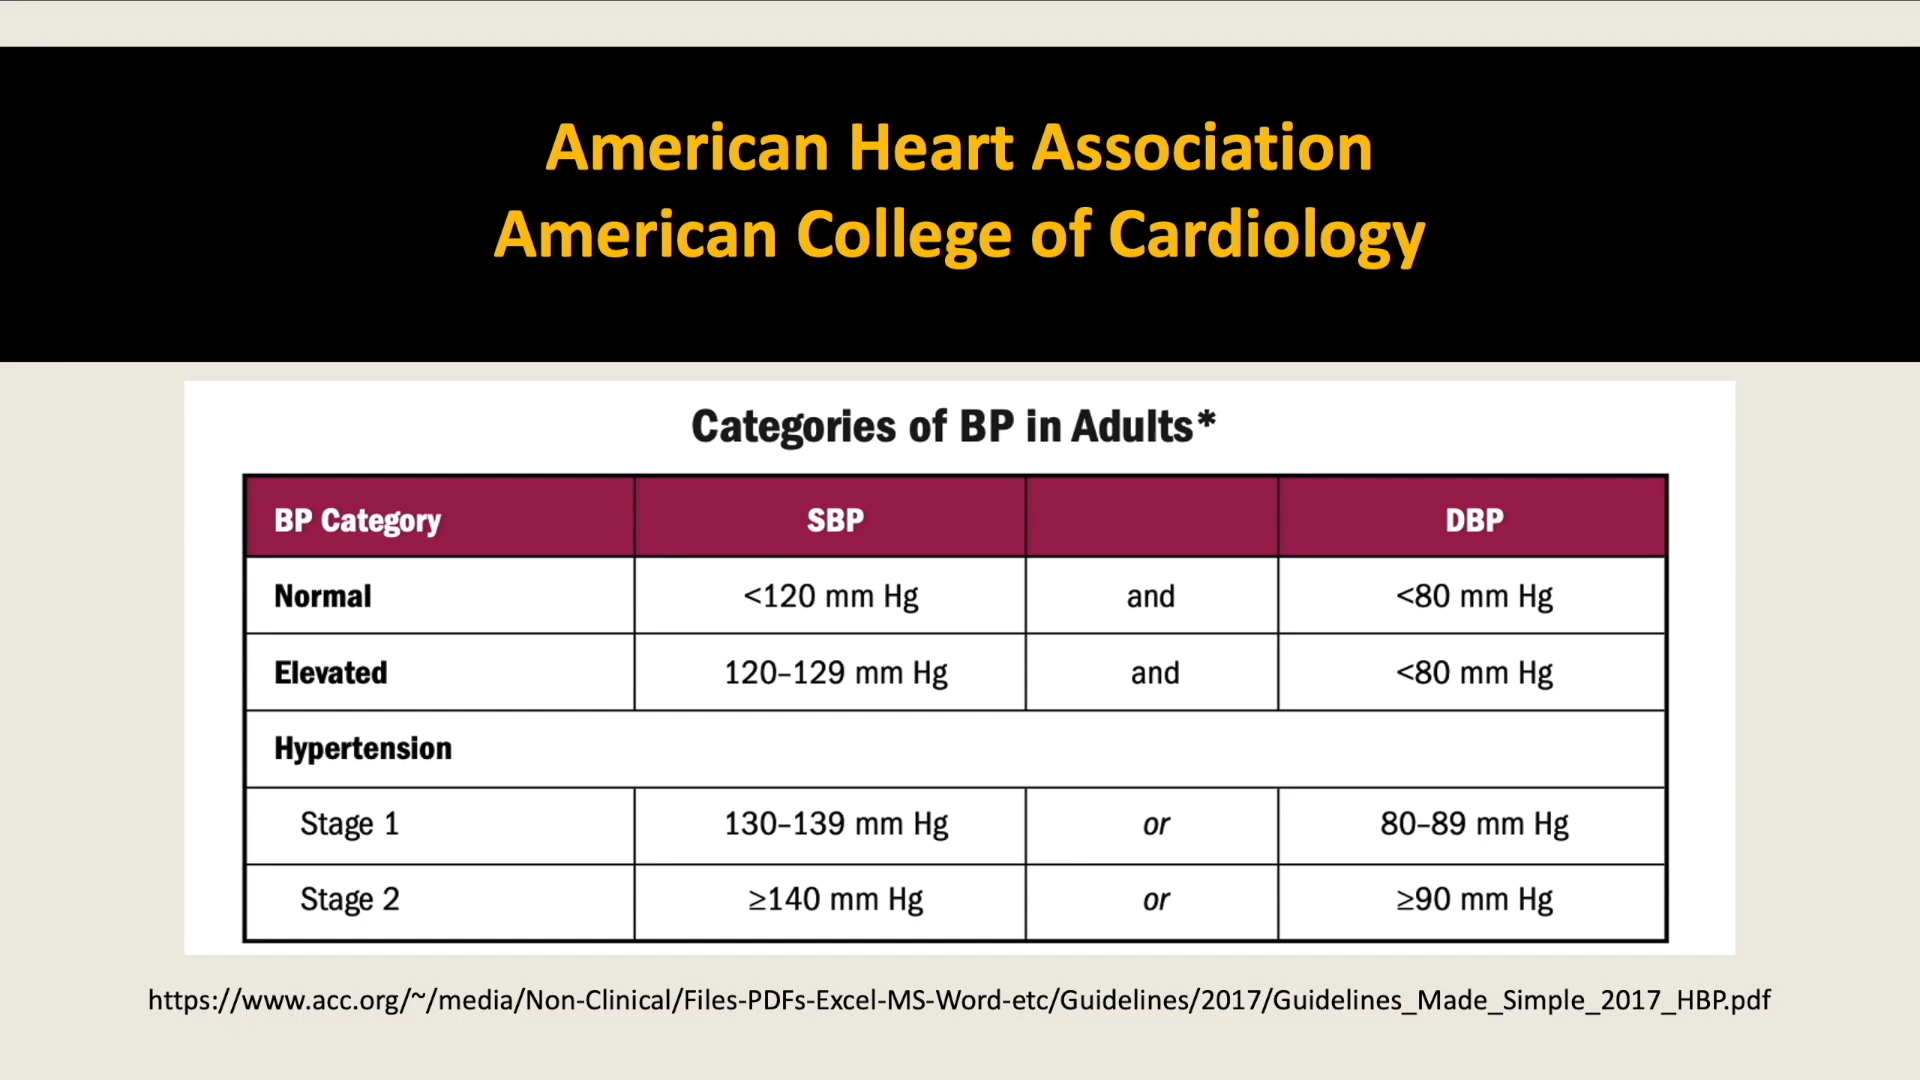 American Heart Association
American College of Cardiology
Categories of BP in Adults*
BP Category SBP DBP
Normal <120 mm Hg and <80 mm Hg
Elevated 120–129 mm Hg and <80 mm Hg
Hypertension
Stage 1 130–139 mm Hg or 80–89 mm Hg
Stage 2 ≥140 mm Hg or ≥90 mm Hg
https://www.acc.org/~/media/Non-Clinical/Files-PDFs-Excel-MS-Word-etc/Guidelines/2017/Guidelines_Made_Simple_2017_HBP.pdf